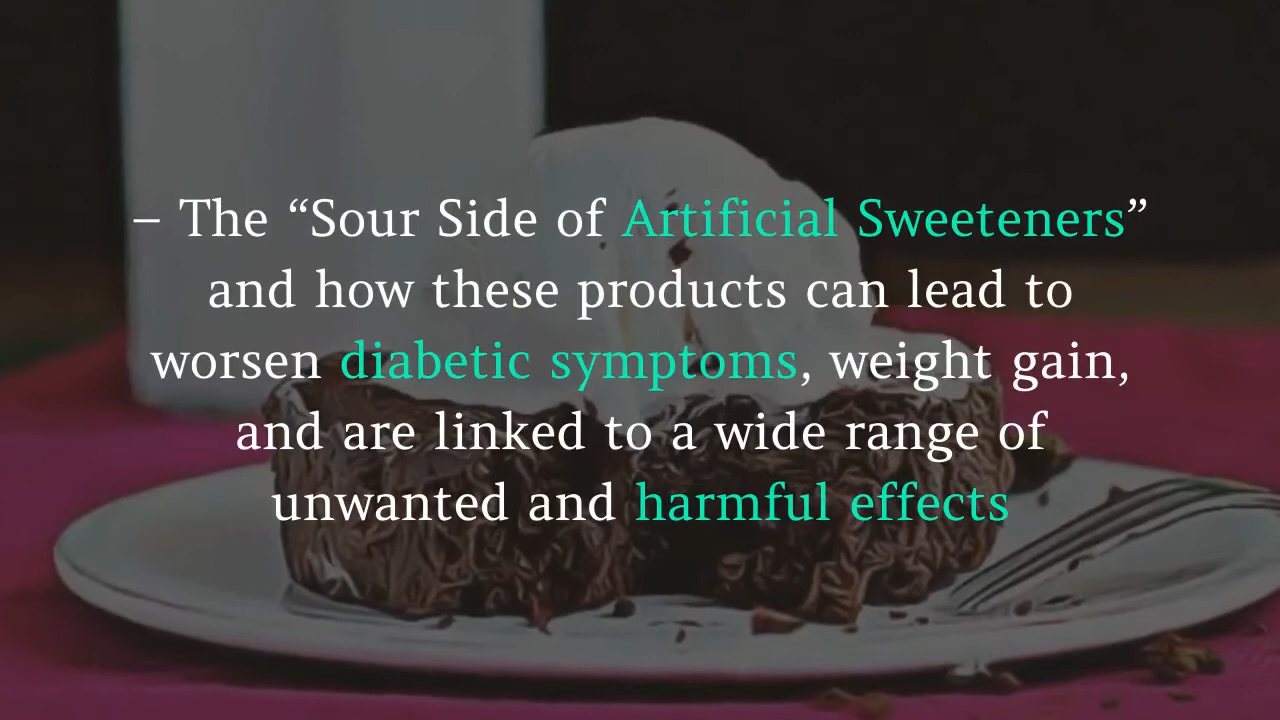 – The “Sour Side of Artificial Sweeteners”
and how these products can lead to
worsen diabetic symptoms, weight gain,
and are linked to a wide range of
unwanted and harmful effects